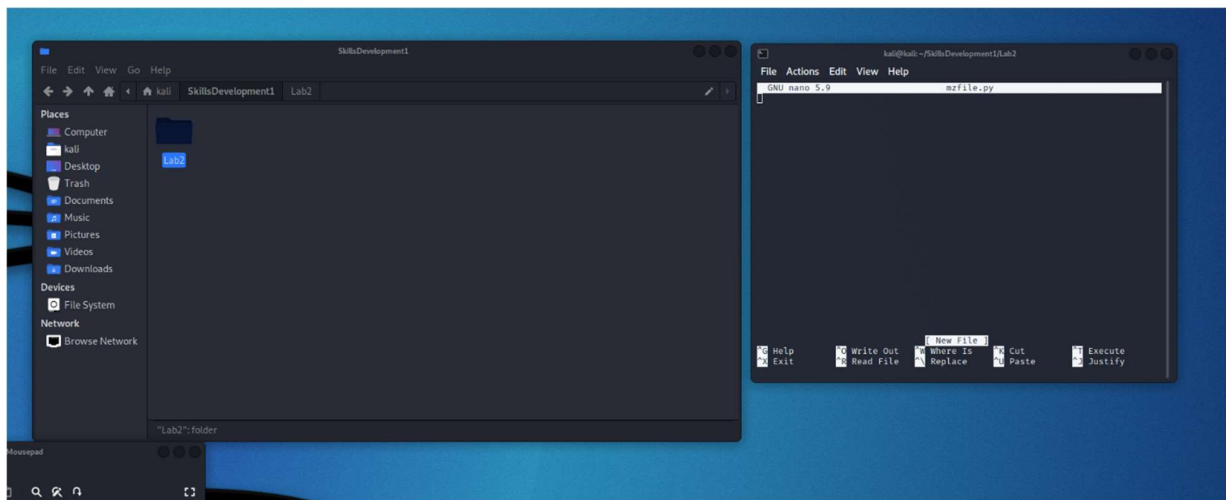 SkillsDevelopment1
File Edit View Go Help
kali SkillsDevelopment1 Lab2
Places
Computer
kali
Desktop
Trash
Documents
Music
Pictures
Videos
Downloads
Devices
File System
Network
Browse Network
Lab2
"Lab2": folder
Mousepad
kali@kali: ~/SkillsDevelopment1/Lab2
File Actions Edit View Help
GNU nano 5.9 mzfile.py
[ New File ]
^G Help ^O Write Out ^W Where Is ^K Cut ^T Execute
^X Exit ^R Read File ^\ Replace ^U Paste ^J Justify